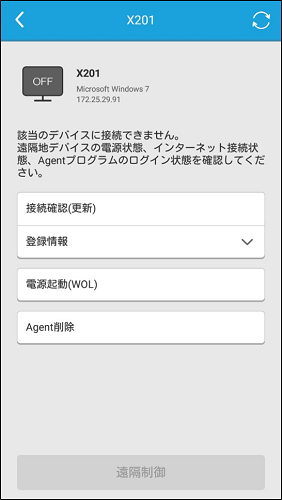 X201
OFF
X201
Microsoft Windows 7
172.25.29.91
該当のデバイスに接続できません。
遠隔地デバイスの電源状態、インターネット接続状
態、Agentプログラムのログイン状態を確認してくだ
さい。
接続確認(更新)
登録情報
電源起動(WOL)
Agent削除
遠隔制御